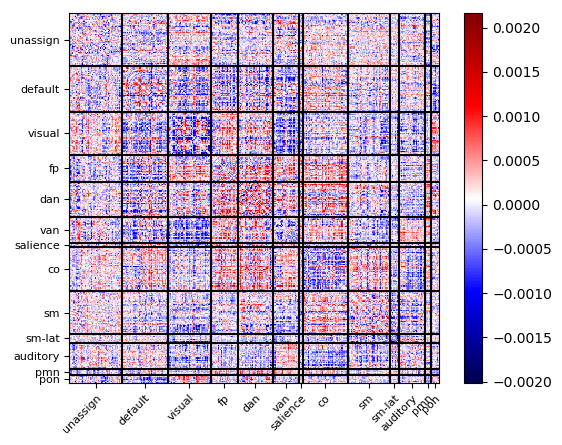 unassign
default
visual
fp
dan
van
salience
co
sm
sm-lat
auditory
pmn
pon
unassign
default
visual
fp
dan
van
salience
co
sm
sm-lat
auditory
pmn
pon
0.0020
0.0015
0.0010
0.0005
0.0000
−0.0005
−0.0010
−0.0015
−0.0020